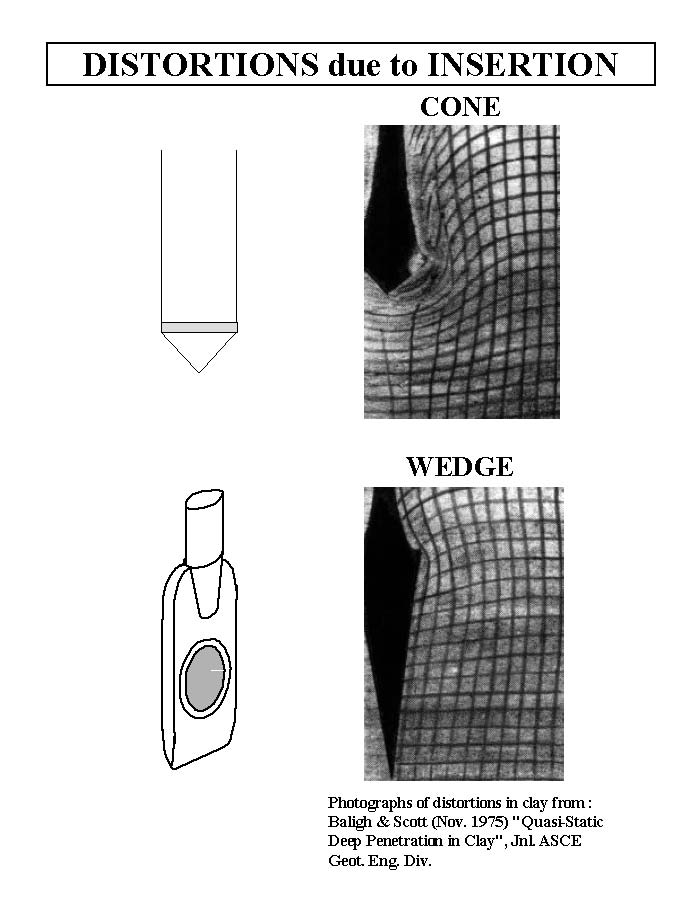 DISTORTIONS due to INSERTION
CONE
WEDGE
Photographs of distortions in clay from :
Baligh & Scott (Nov. 1975) "Quasi-Static
Deep Penetration in Clay", Jnl. ASCE
Geot. Eng. Div.